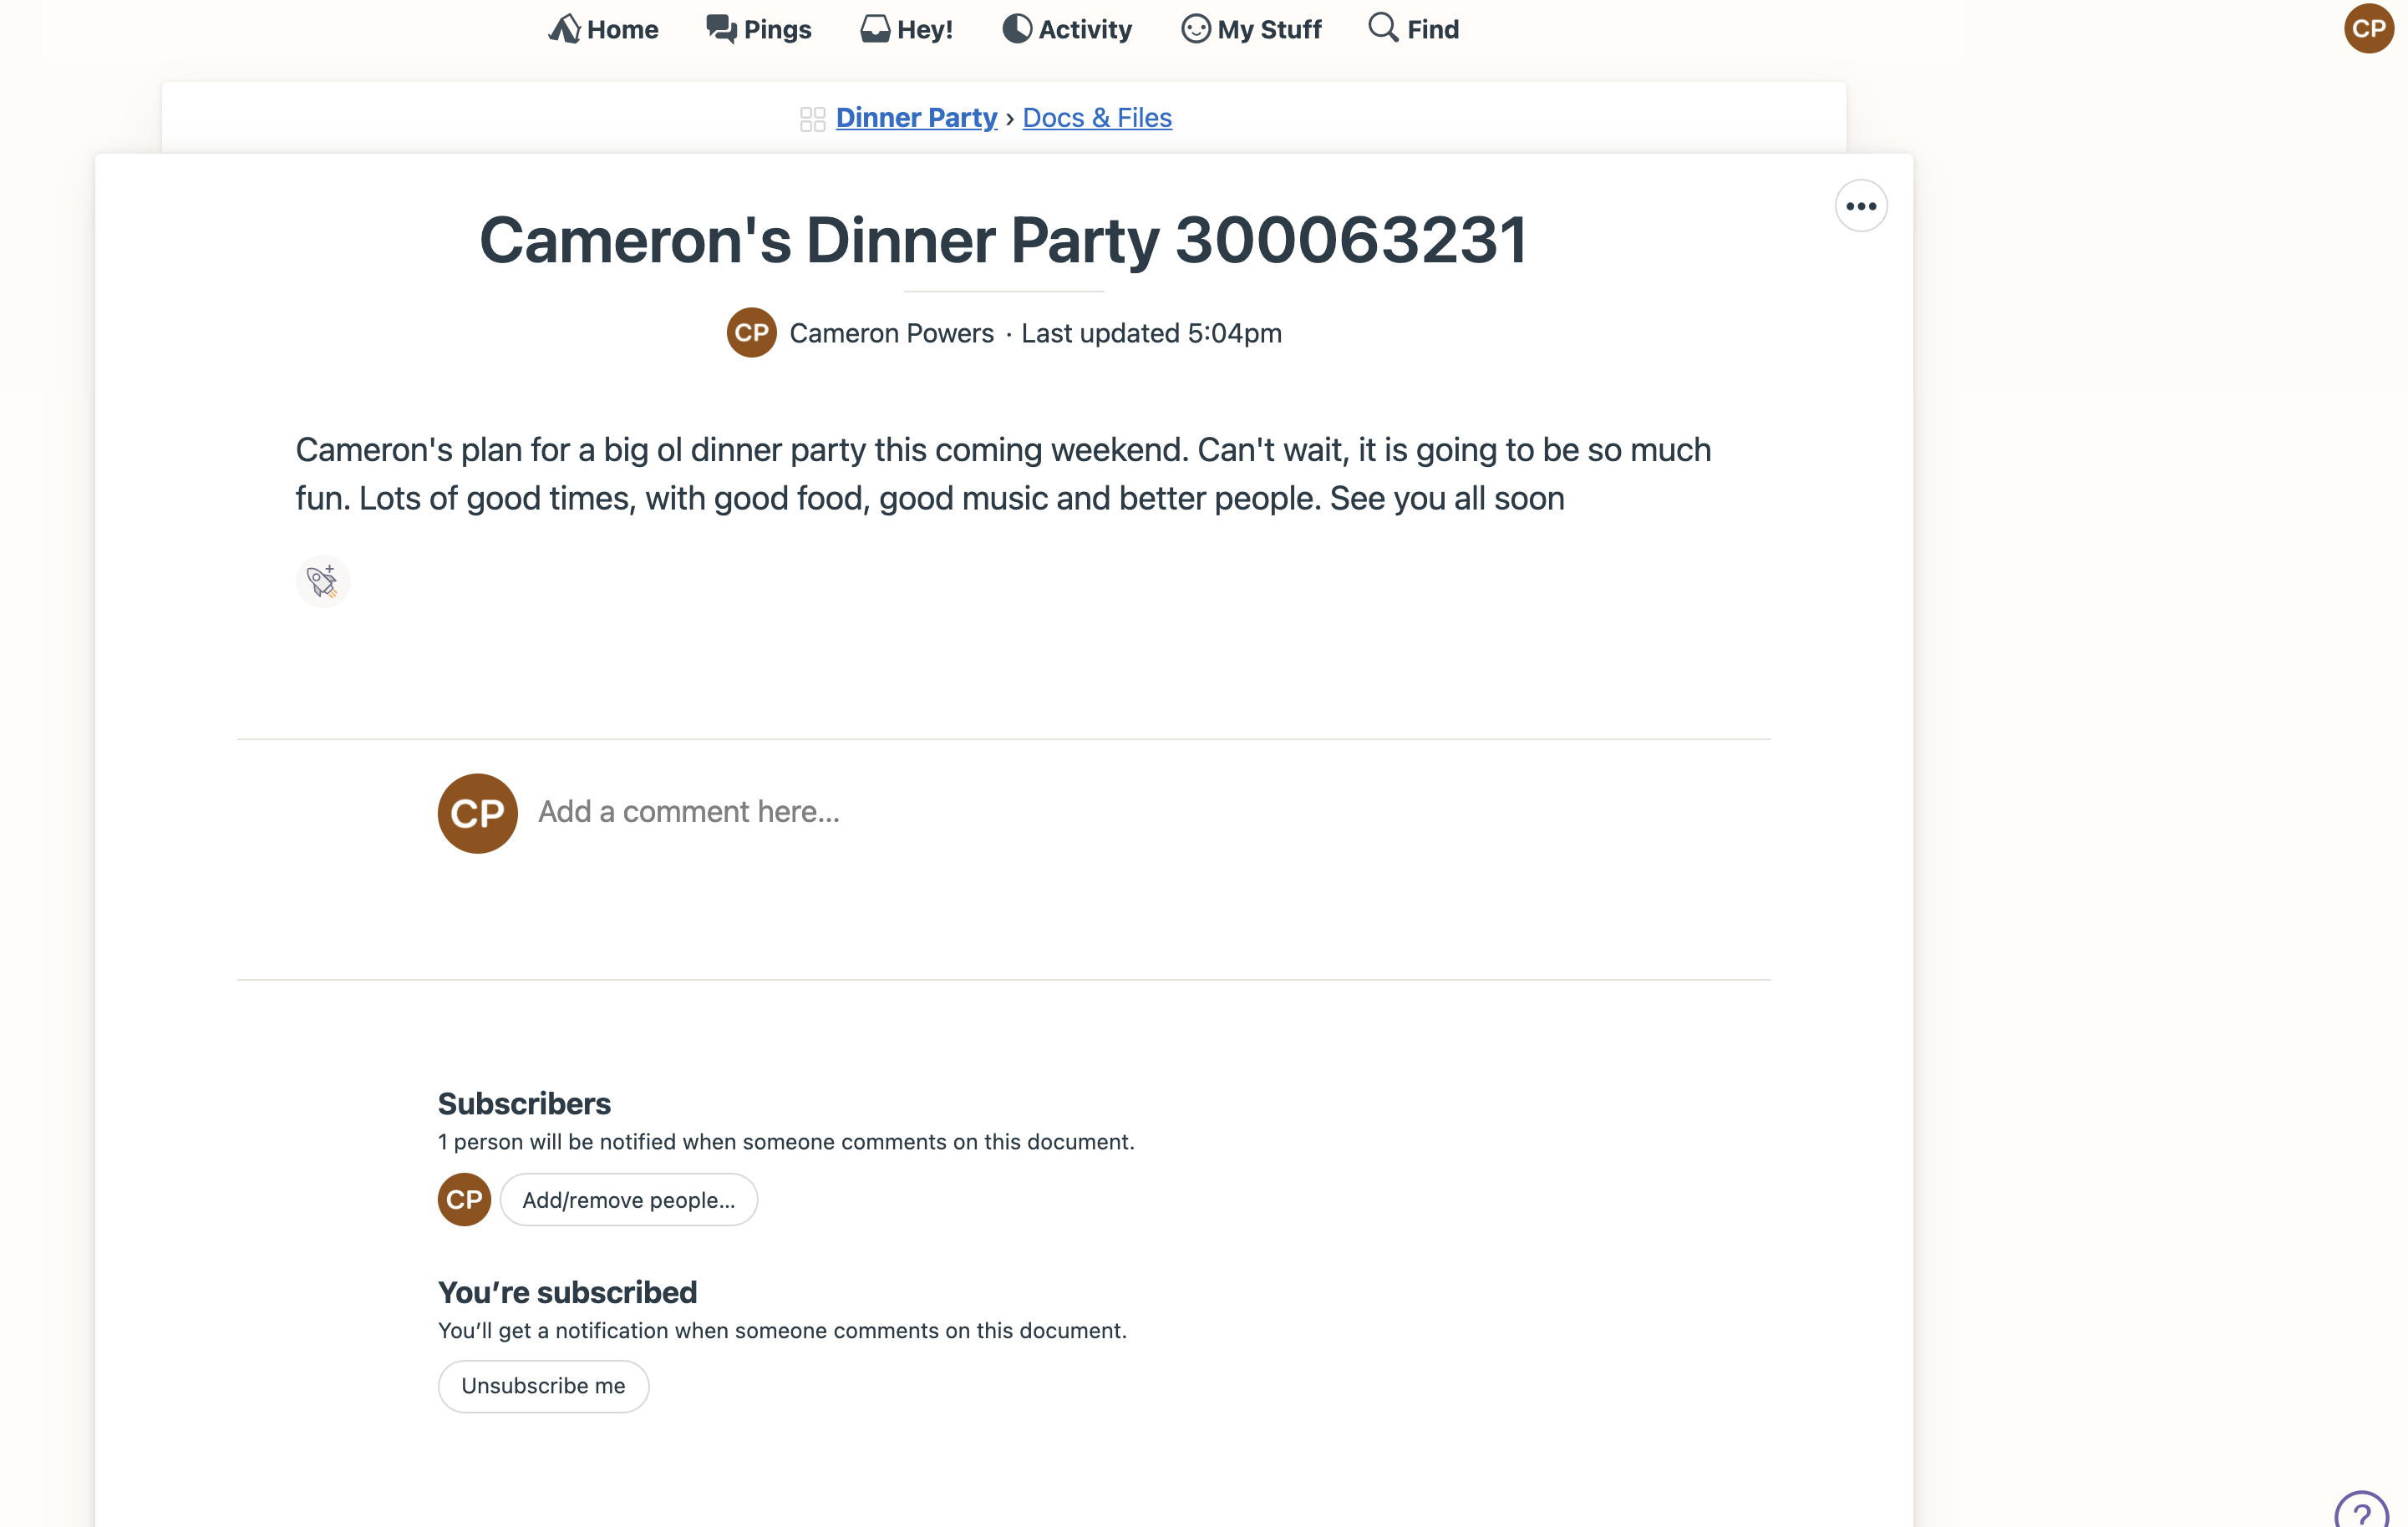 Home Pings Hey! Activity My Stuff Find CP
Dinner Party › Docs & Files
Cameron's Dinner Party 300063231
CP Cameron Powers · Last updated 5:04pm
Cameron's plan for a big ol dinner party this coming weekend. Can't wait, it is going to be so much
fun. Lots of good times, with good food, good music and better people. See you all soon
CP Add a comment here...
Subscribers
1 person will be notified when someone comments on this document.
CP Add/remove people...
You’re subscribed
You’ll get a notification when someone comments on this document.
Unsubscribe me
?